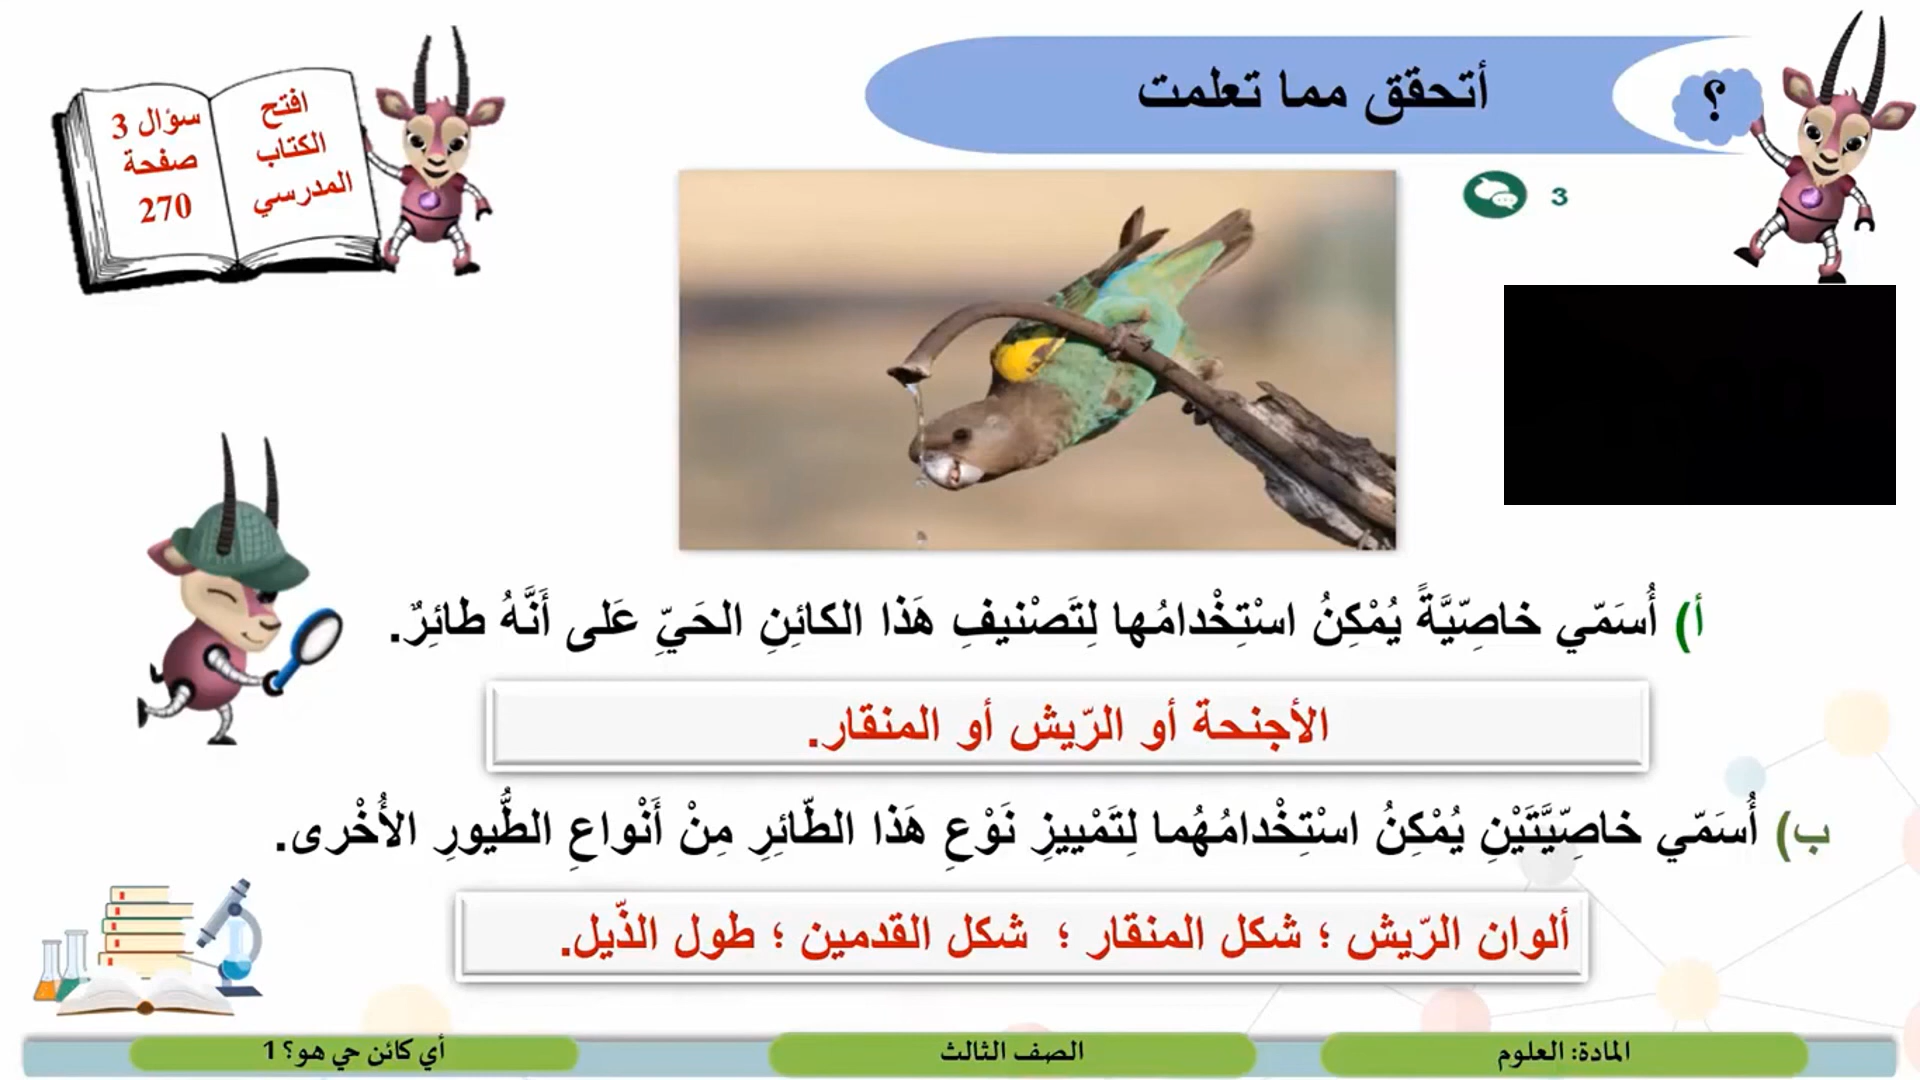 أتحقق مما تعلمت
؟
افتح
الكتاب
المدرسي
سؤال 3
صفحة
270
3
أ) أُسَمّي خاصِّيَّةً يُمْكِنُ اسْتِخْدامُها لِتَصْنيفِ هَذا الكائِنِ الحَيِّ عَلى أَنَّهُ طائِرٌ.
الأجنحة أو الرّيش أو المنقار.
ب) أُسَمّي خاصِّيَّتَيْنِ يُمْكِنُ اسْتِخْدامُهُما لِتَمْييزِ نَوْعِ هَذا الطّائِرِ مِنْ أَنْواعِ الطُّيورِ الأُخْرى.
ألوان الرّيش ؛ شكل المنقار ؛ شكل القدمين ؛ طول الذّيل.
المادة: العلوم
الصف الثالث
أي كائن حي هو؟ 1